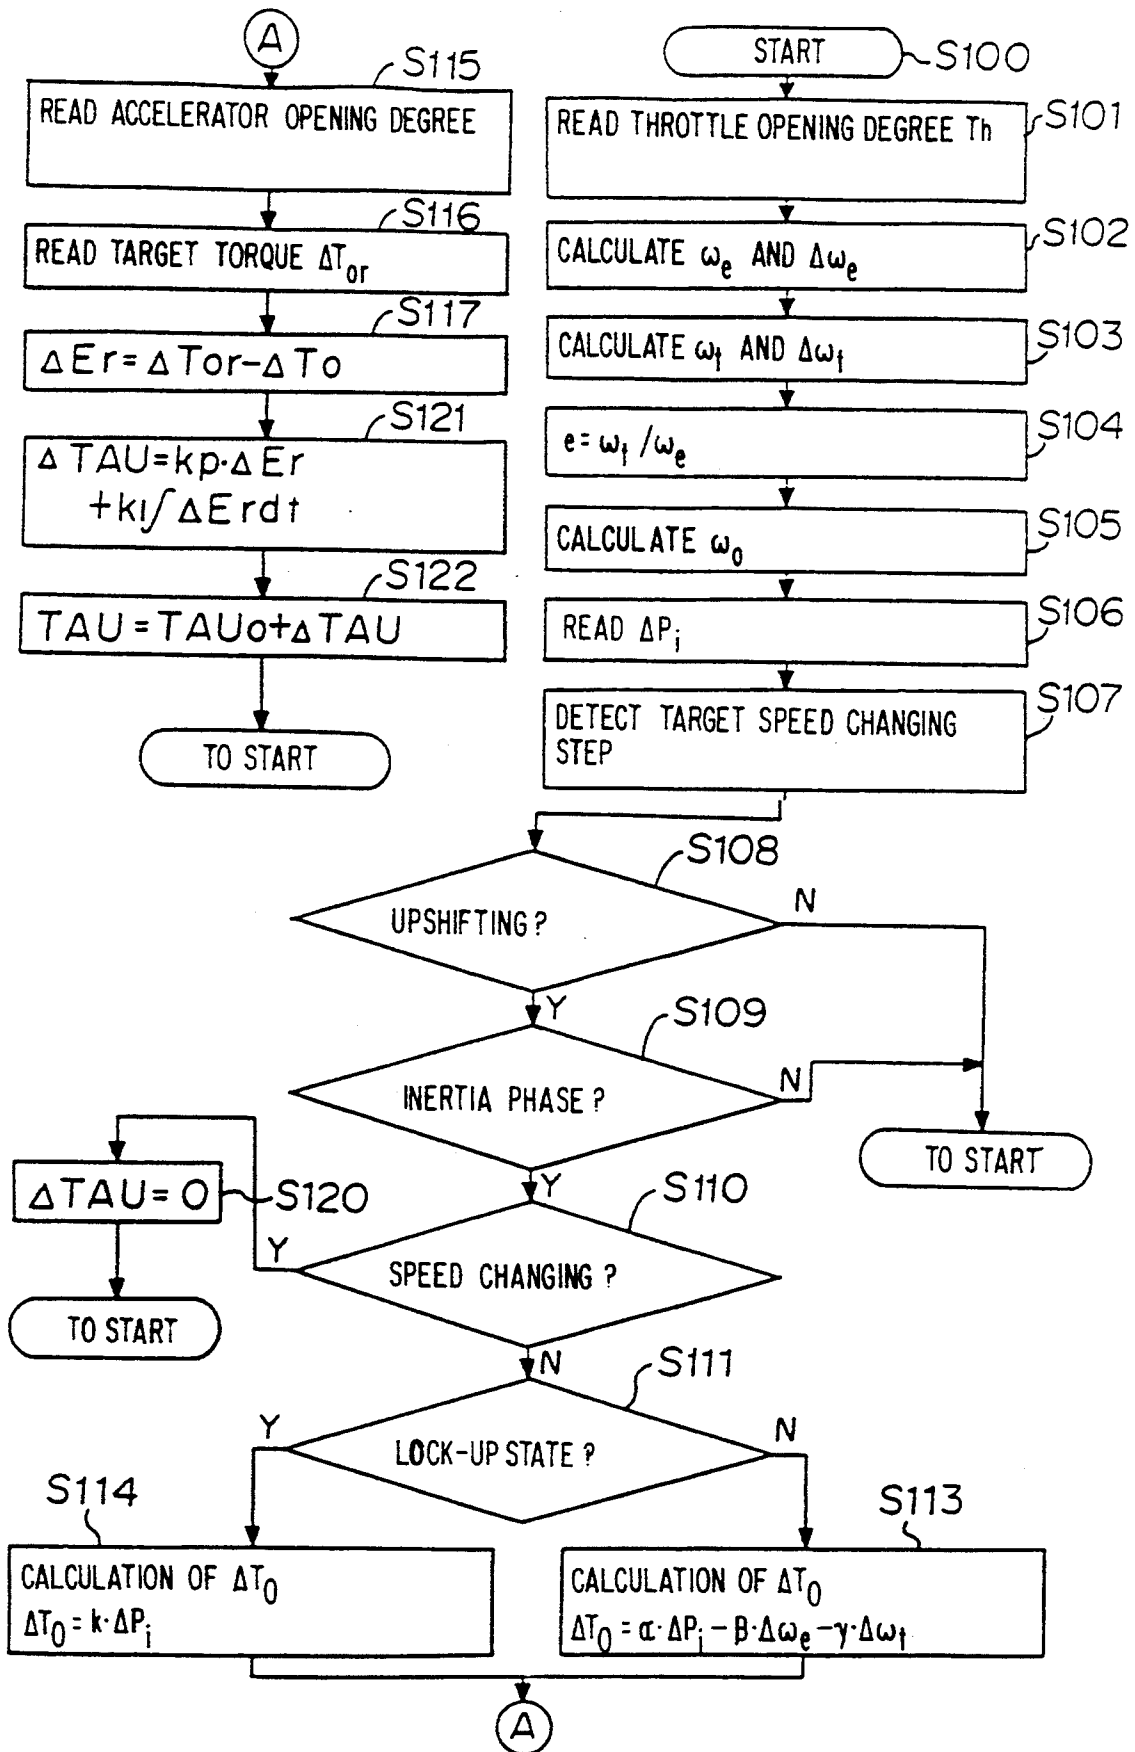 START
S100
READ THROTTLE OPENING DEGREE Th
S101
CALCULATE ωe AND Δωe
S102
CALCULATE ωt AND Δωt
S103
e = ωt /ωe
S104
CALCULATE ωo
S105
READ ΔPi
S106
DETECT TARGET SPEED CHANGING
STEP
S107
S108
UPSHIFTING ?
N
Y
S109
INERTIA PHASE ?
N
TO START
Y
S110
SPEED CHANGING ?
Y
ΔTAU = 0
S120
TO START
N
S111
LOCK-UP STATE ?
Y
N
S114
CALCULATION OF ΔT0
ΔT0 = k·ΔPi
S113
CALCULATION OF ΔT0
ΔT0 = α·ΔPi – β·Δωe – γ·Δωt
A
A
S115
READ ACCELERATOR OPENING DEGREE
S116
READ TARGET TORQUE ΔTor
S117
ΔEr = ΔTor – ΔTo
S121
ΔTAU = kp·ΔEr
+kı∫ΔErdt
S122
TAU = TAUo+ΔTAU
TO START